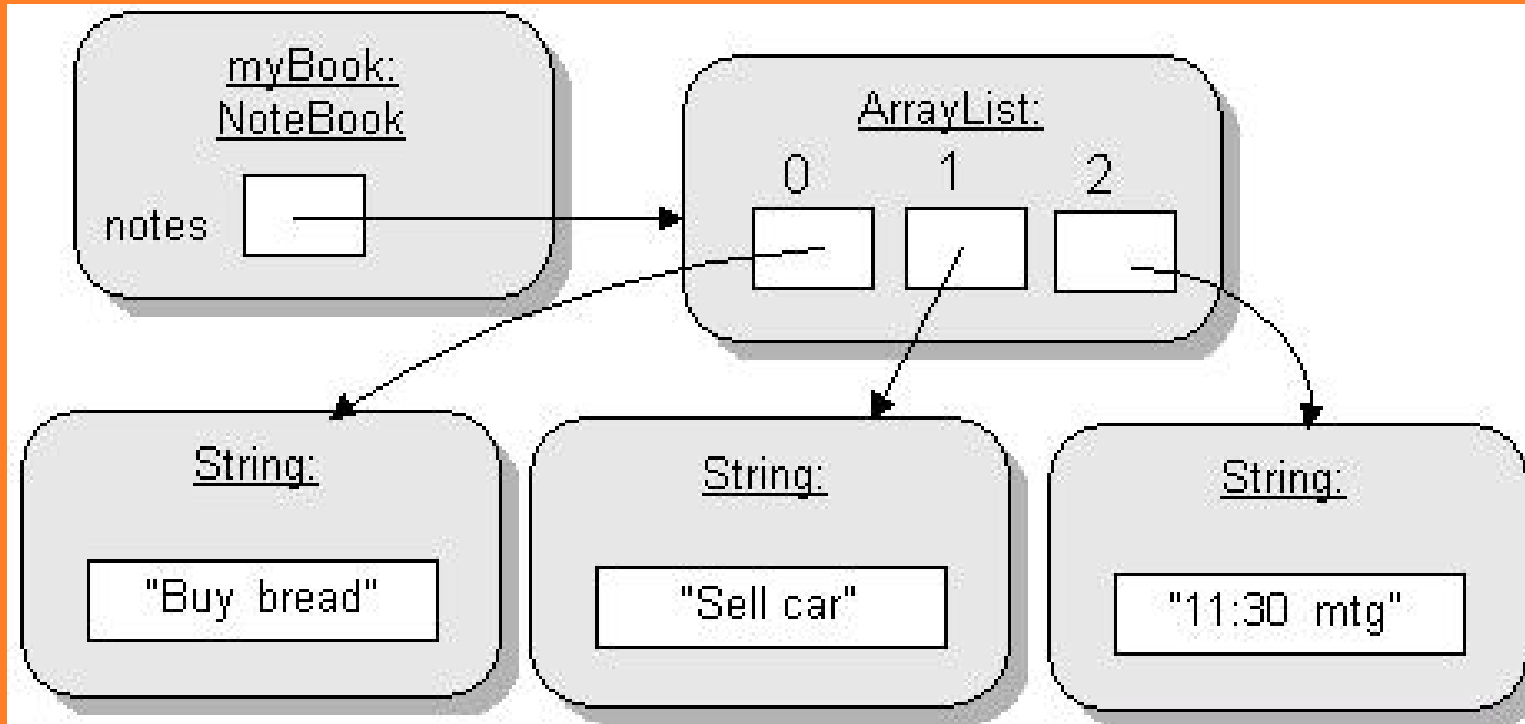 myBook:
NoteBook
notes
ArrayList:
0 1 2
String:
"Buy bread"
String:
"Sell car"
String:
"11:30 mtg"